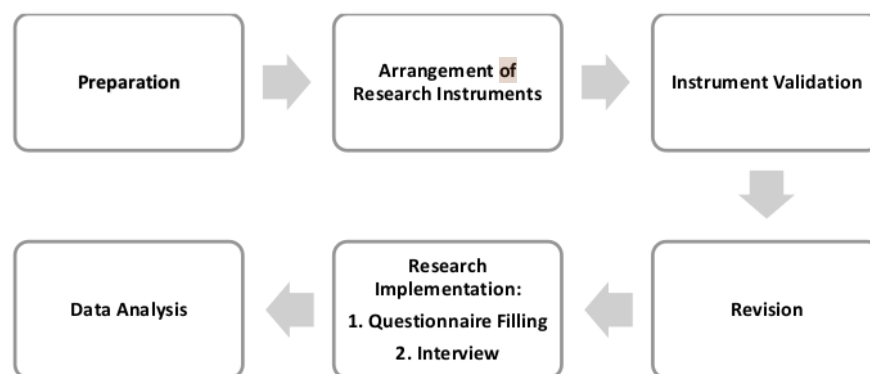 Preparation
Arrangement of
Research Instruments
Instrument Validation
Revision
Research
Implementation:
1. Questionnaire Filling
2. Interview
Data Analysis